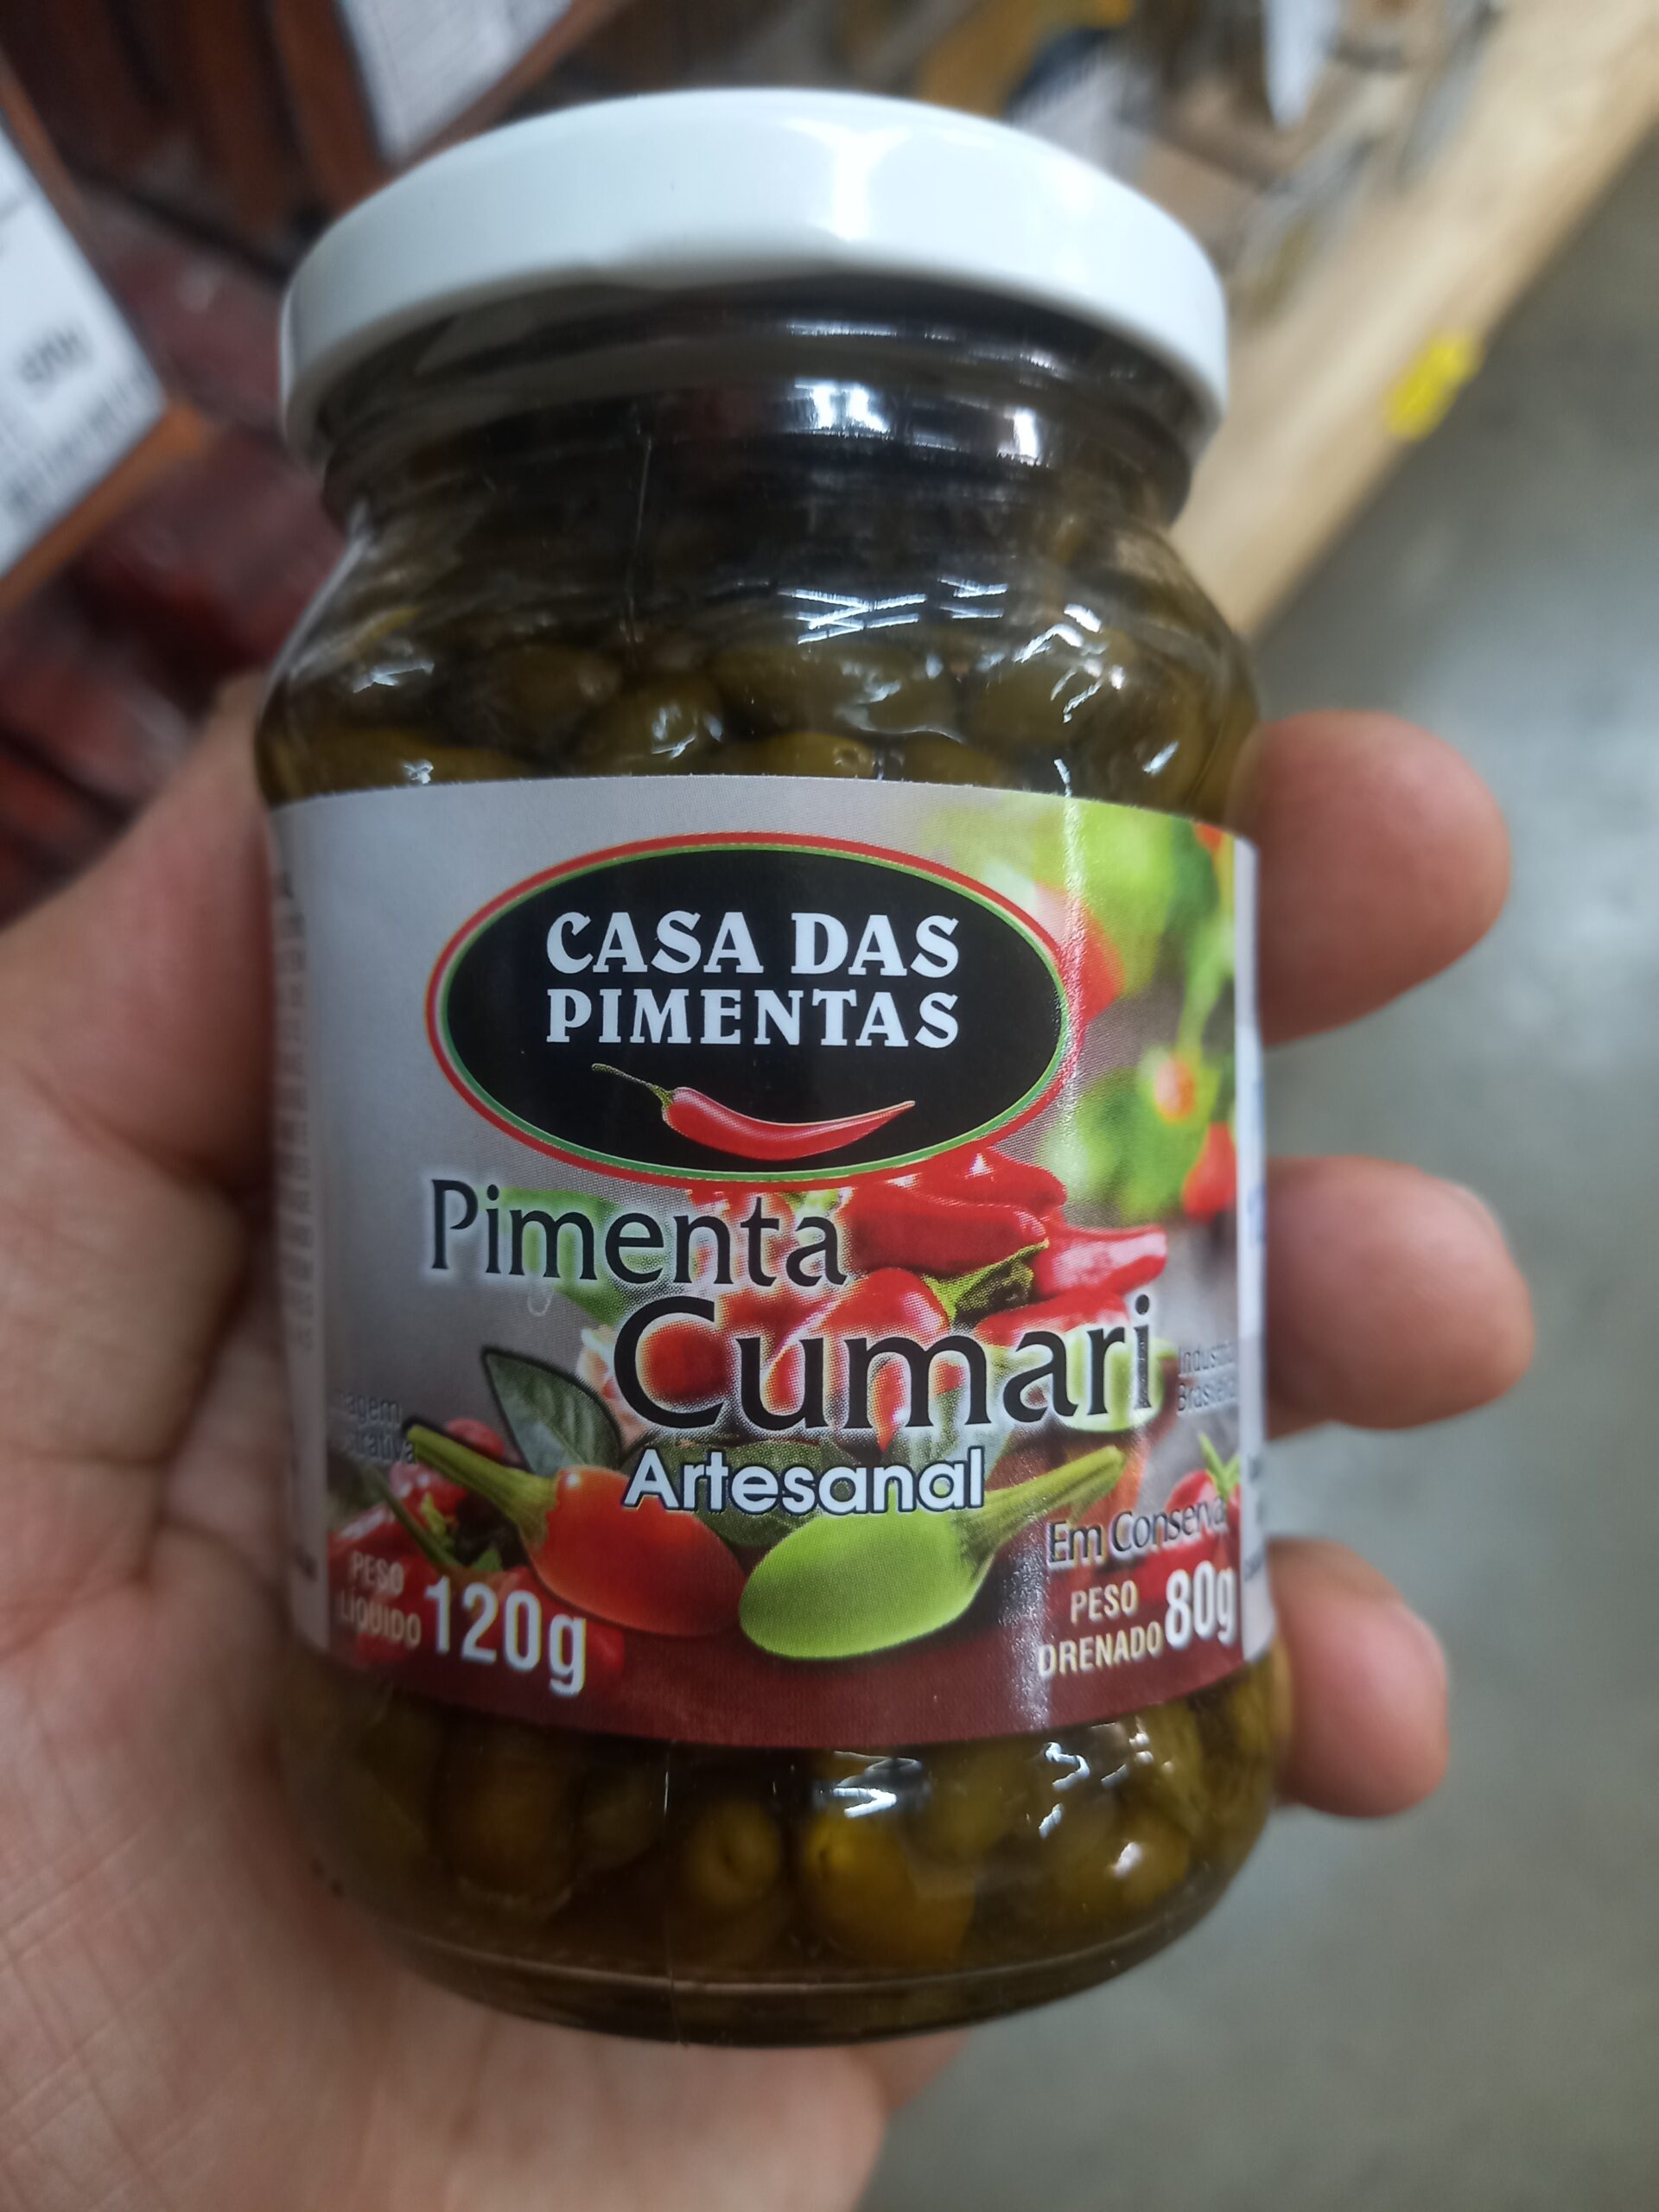 CASA DAS
PIMENTAS
Pimenta
Cumari
Artesanal
Em Conserva
PESO
LÍQUIDO 120g
PESO
DRENADO 80g